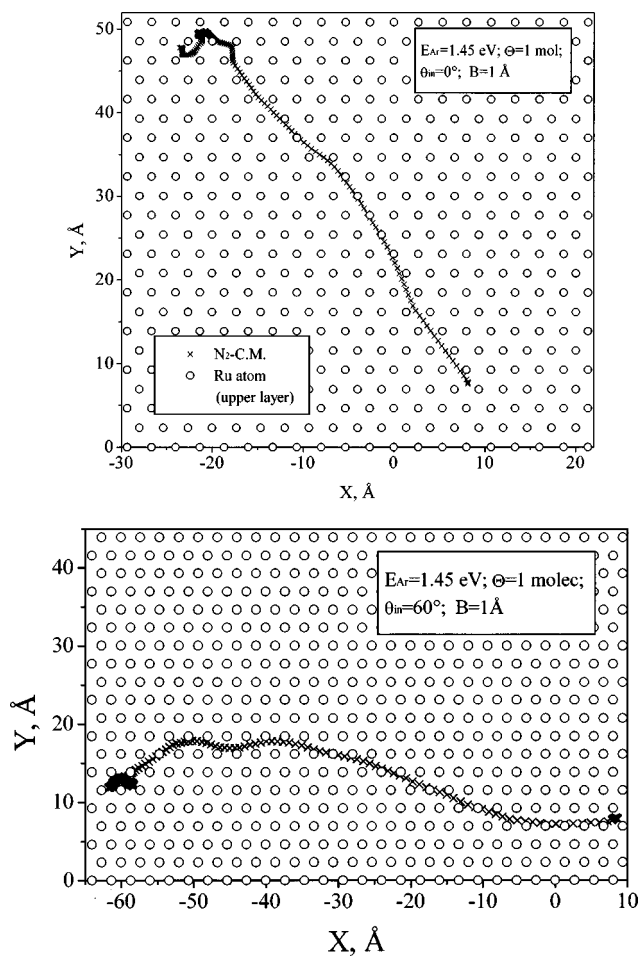 50
40
30
20
10
0
Y, Å
E_Ar=1.45 eV; Θ=1 mol;
θ_in=0°; B=1 Å
× N₂-C.M.
○ Ru atom
(upper layer)
-30 -20 -10 0 10 20
X, Å
40
30
20
10
0
Y, Å
E_Ar=1.45 eV; Θ=1 molec;
θ_in=60°; B=1Å
-60 -50 -40 -30 -20 -10 0 10
X, Å